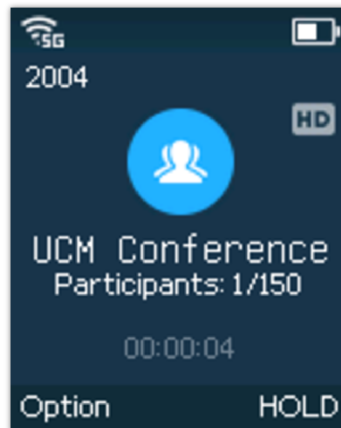 5G
2004
HD
UCM Conference
Participants: 1/150
00:00:04
Option HOLD